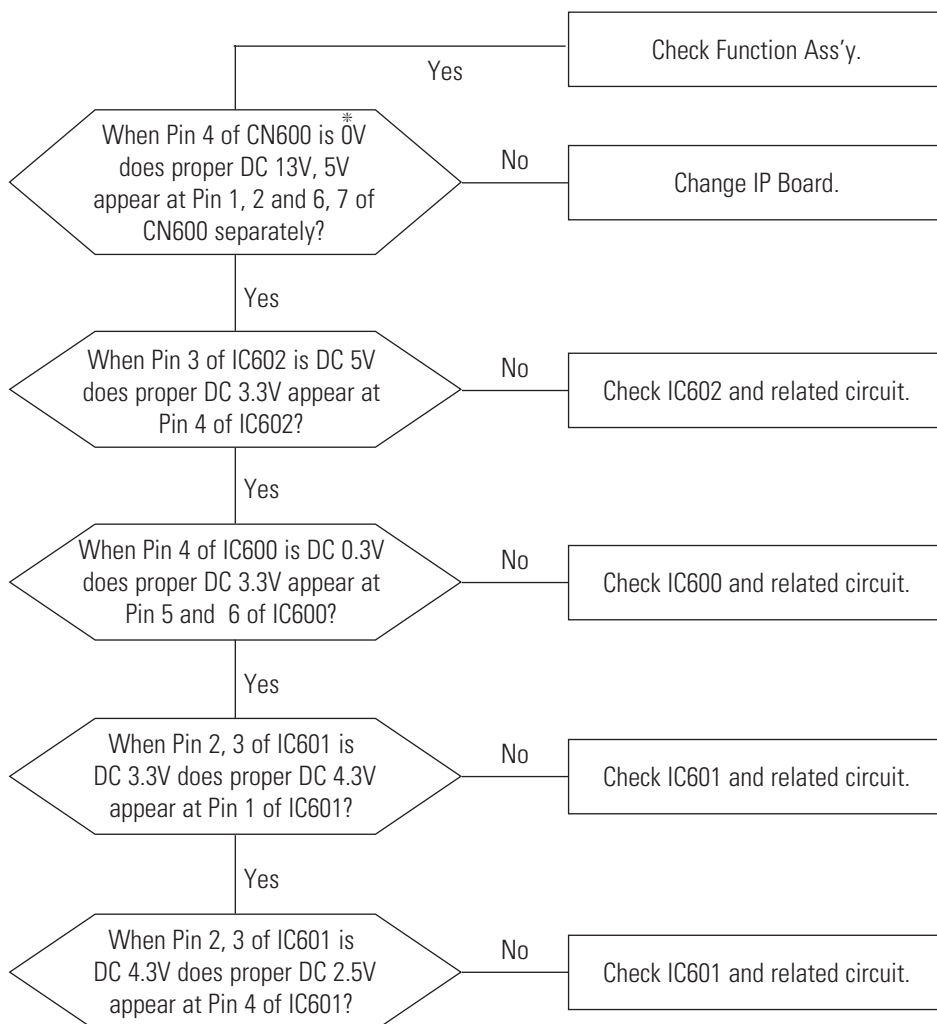 Check Function Ass'y.
Yes
When Pin 4 of CN600 is 0V
※
does proper DC 13V, 5V
appear at Pin 1, 2 and 6, 7 of
CN600 separately?
No
Change IP Board.
Yes
When Pin 3 of IC602 is DC 5V
does proper DC 3.3V appear at
Pin 4 of IC602?
No
Check IC602 and related circuit.
Yes
When Pin 4 of IC600 is DC 0.3V
does proper DC 3.3V appear at
Pin 5 and 6 of IC600?
No
Check IC600 and related circuit.
Yes
When Pin 2, 3 of IC601 is
DC 3.3V does proper DC 4.3V
appear at Pin 1 of IC601?
No
Check IC601 and related circuit.
Yes
When Pin 2, 3 of IC601 is
DC 4.3V does proper DC 2.5V
appear at Pin 4 of IC601?
No
Check IC601 and related circuit.